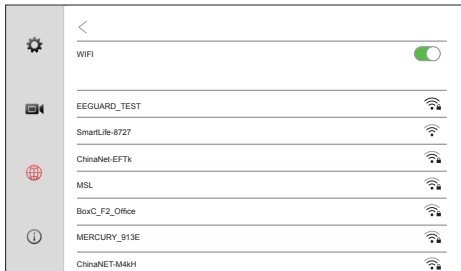 WIFI
EEGUARD_TEST
SmartLife-8727
ChinaNet-EFTk
MSL
BoxC_F2_Office
MERCURY_913E
ChinaNET-M4kH